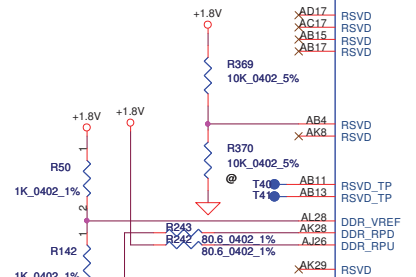 +1.8V
AD17 RSVD
AC17 RSVD
AB15 RSVD
AB17 RSVD
R369
10K_0402_5%
+1.8V
+1.8V
AB4 RSVD
AK8 RSVD
1
R50
1K_0402_1%
2
R370
10K_0402_5%
@
T40 AB11 RSVD_TP
T41 AB13 RSVD_TP
AL28 DDR_VREF
R243 AK28 DDR_RPD
R242 80.6_0402_1% AJ26 DDR_RPU
80.6_0402_1%
1
R142
AK29 RSVD
1K_0402_1%